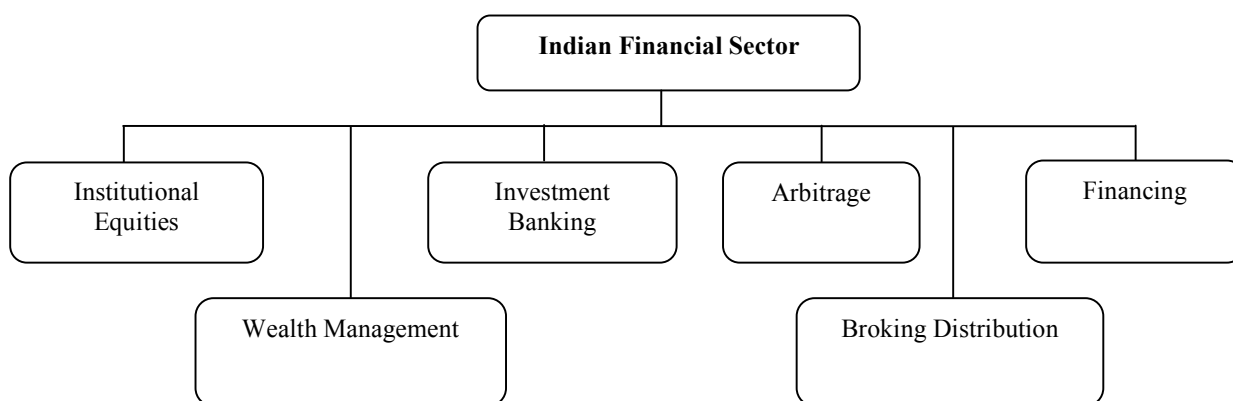 Indian Financial Sector
Institutional
Equities
Investment
Banking
Arbitrage
Financing
Wealth Management
Broking Distribution